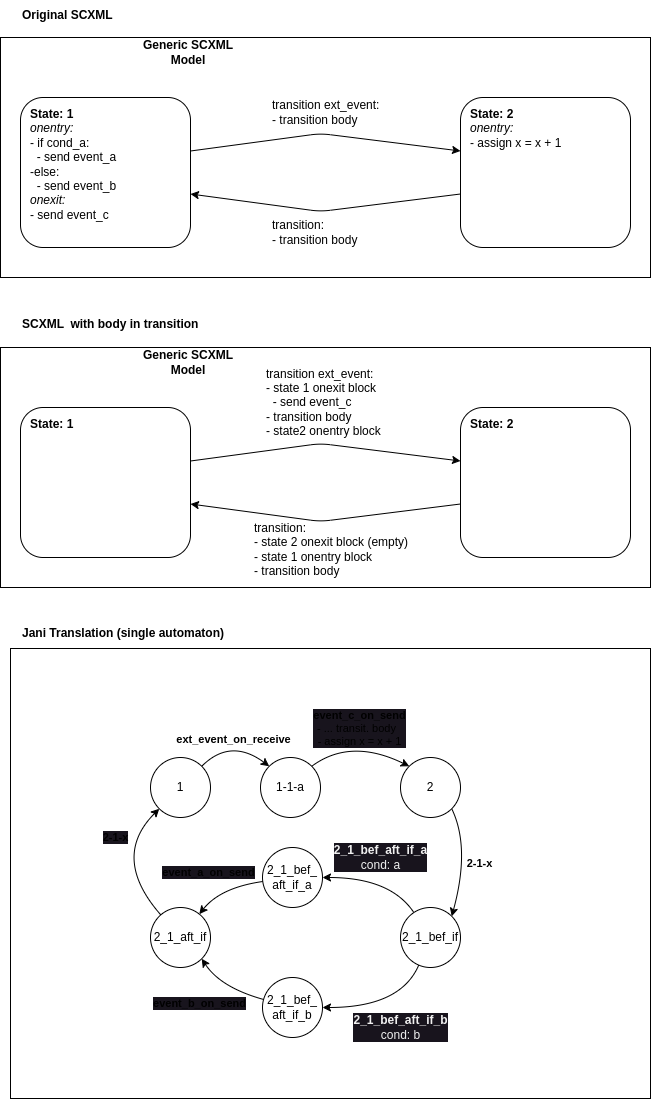 Original SCXML
Generic SCXML
Model
State: 1
onentry:
- if cond_a:
- send event_a
-else:
- send event_b
onexit:
- send event_c
transition ext_event:
- transition body
State: 2
onentry:
- assign x = x + 1
transition:
- transition body
SCXML with body in transition
Generic SCXML
Model
State: 1
transition ext_event:
- state 1 onexit block
- send event_c
- transition body
- state2 onentry block
State: 2
transition:
- state 2 onexit block (empty)
- state 1 onentry block
- transition body
Jani Translation (single automaton)
ext_event_on_receive
event_c_on_send
- ... transit. body
- assign x = x + 1
1
1-1-a
2
2-1-x
2_1_bef_
aft_if_a
event_a_on_send
2_1_bef_aft_if_a
cond: a
2-1-x
2_1_aft_if
2_1_bef_if
event_b_on_send
2_1_bef_
aft_if_b
2_1_bef_aft_if_b
cond: b